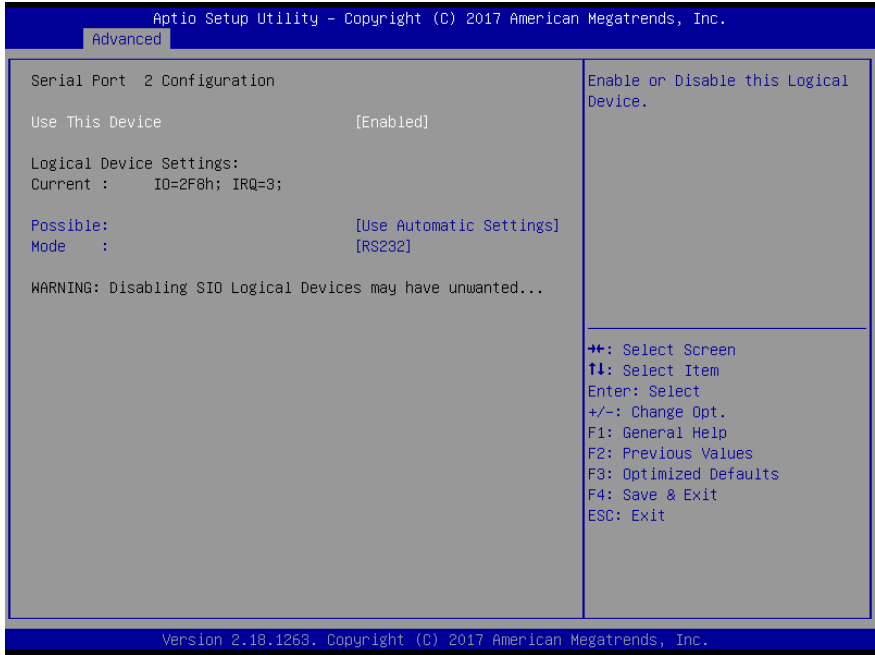 Aptio Setup Utility – Copyright (C) 2017 American Megatrends, Inc.
Advanced
Serial Port  2 Configuration
Use This Device [Enabled]
Logical Device Settings:
Current : IO=2F8h; IRQ=3;
Possible: [Use Automatic Settings]
Mode : [RS232]
WARNING: Disabling SIO Logical Devices may have unwanted...
Enable or Disable this Logical
Device.
→←: Select Screen
↑↓: Select Item
Enter: Select
+/-: Change Opt.
F1: General Help
F2: Previous Values
F3: Optimized Defaults
F4: Save & Exit
ESC: Exit
Version 2.18.1263. Copyright (C) 2017 American Megatrends, Inc.